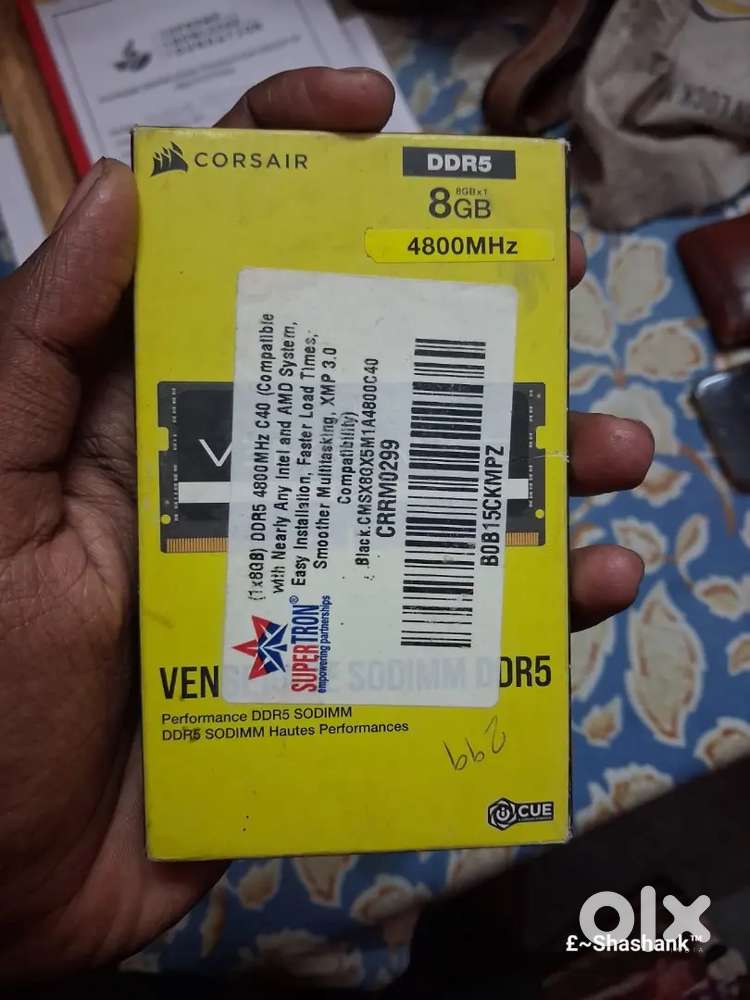 CORSAIR
DDR5
8GBx1
8GB
4800MHz
(1x8GB) DDR5 4800MHz C40 (Compatible
with Nearly Any Intel and AMD System,
Easy Installation, Faster Load Times,
Smoother Multitasking, XMP 3.0
Compatibility)
Black.CMSX8GX5M1A4800C40
CRRM0299
B0B15CKMPZ
SUPERTRON®
empowering partnerships
V
VENGEANCE SODIMM DDR5
Performance DDR5 SODIMM
DDR5 SODIMM Hautes Performances
299
iCUE
olx
£~Shashank™